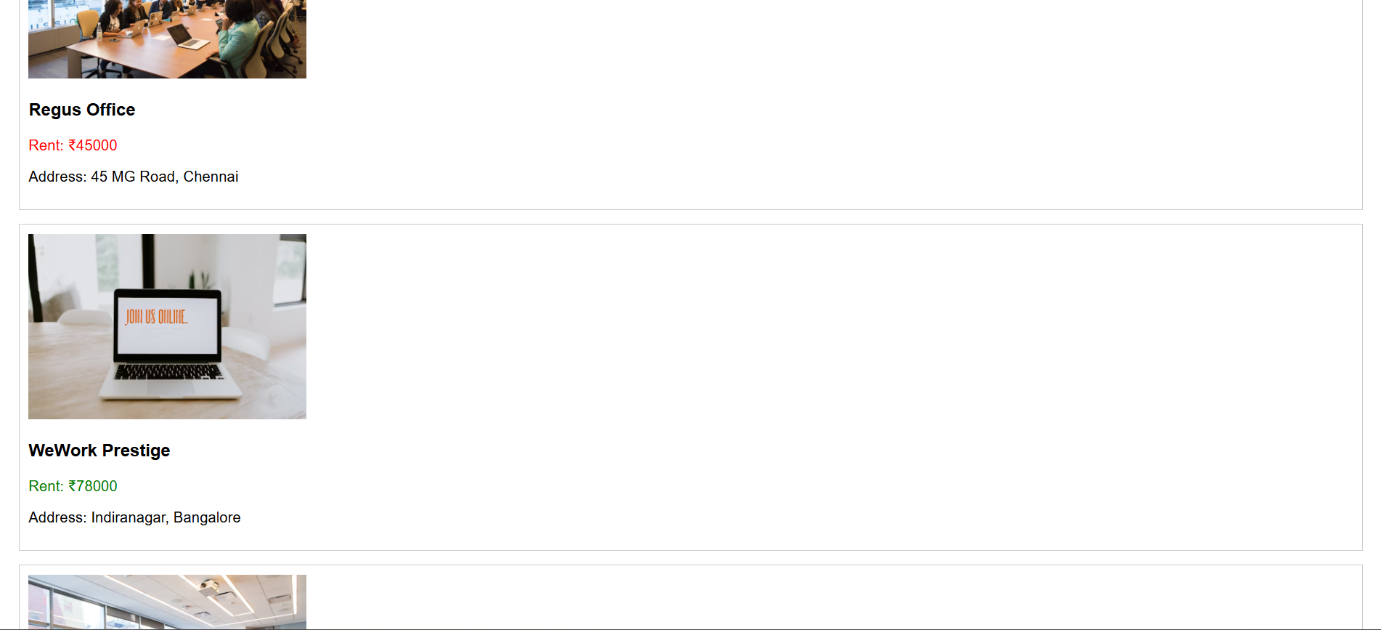 Regus Office
Rent: ₹45000
Address: 45 MG Road, Chennai
JOIN US ONLINE.
WeWork Prestige
Rent: ₹78000
Address: Indiranagar, Bangalore